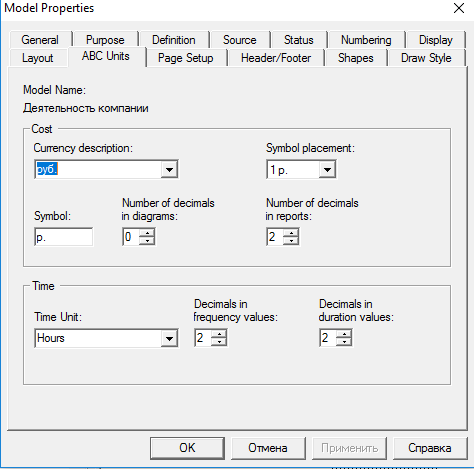 Model Properties
General Purpose Definition Source Status Numbering Display
Layout ABC Units Page Setup Header/Footer Shapes Draw Style
Model Name:
Деятельность компании
Cost
Currency description: Symbol placement:
руб. 1 р.
Number of decimals Number of decimals
Symbol: in diagrams: in reports:
р. 0 2
Time
Decimals in Decimals in
Time Unit: frequency values: duration values:
Hours 2 2
OK Отмена Применить Справка